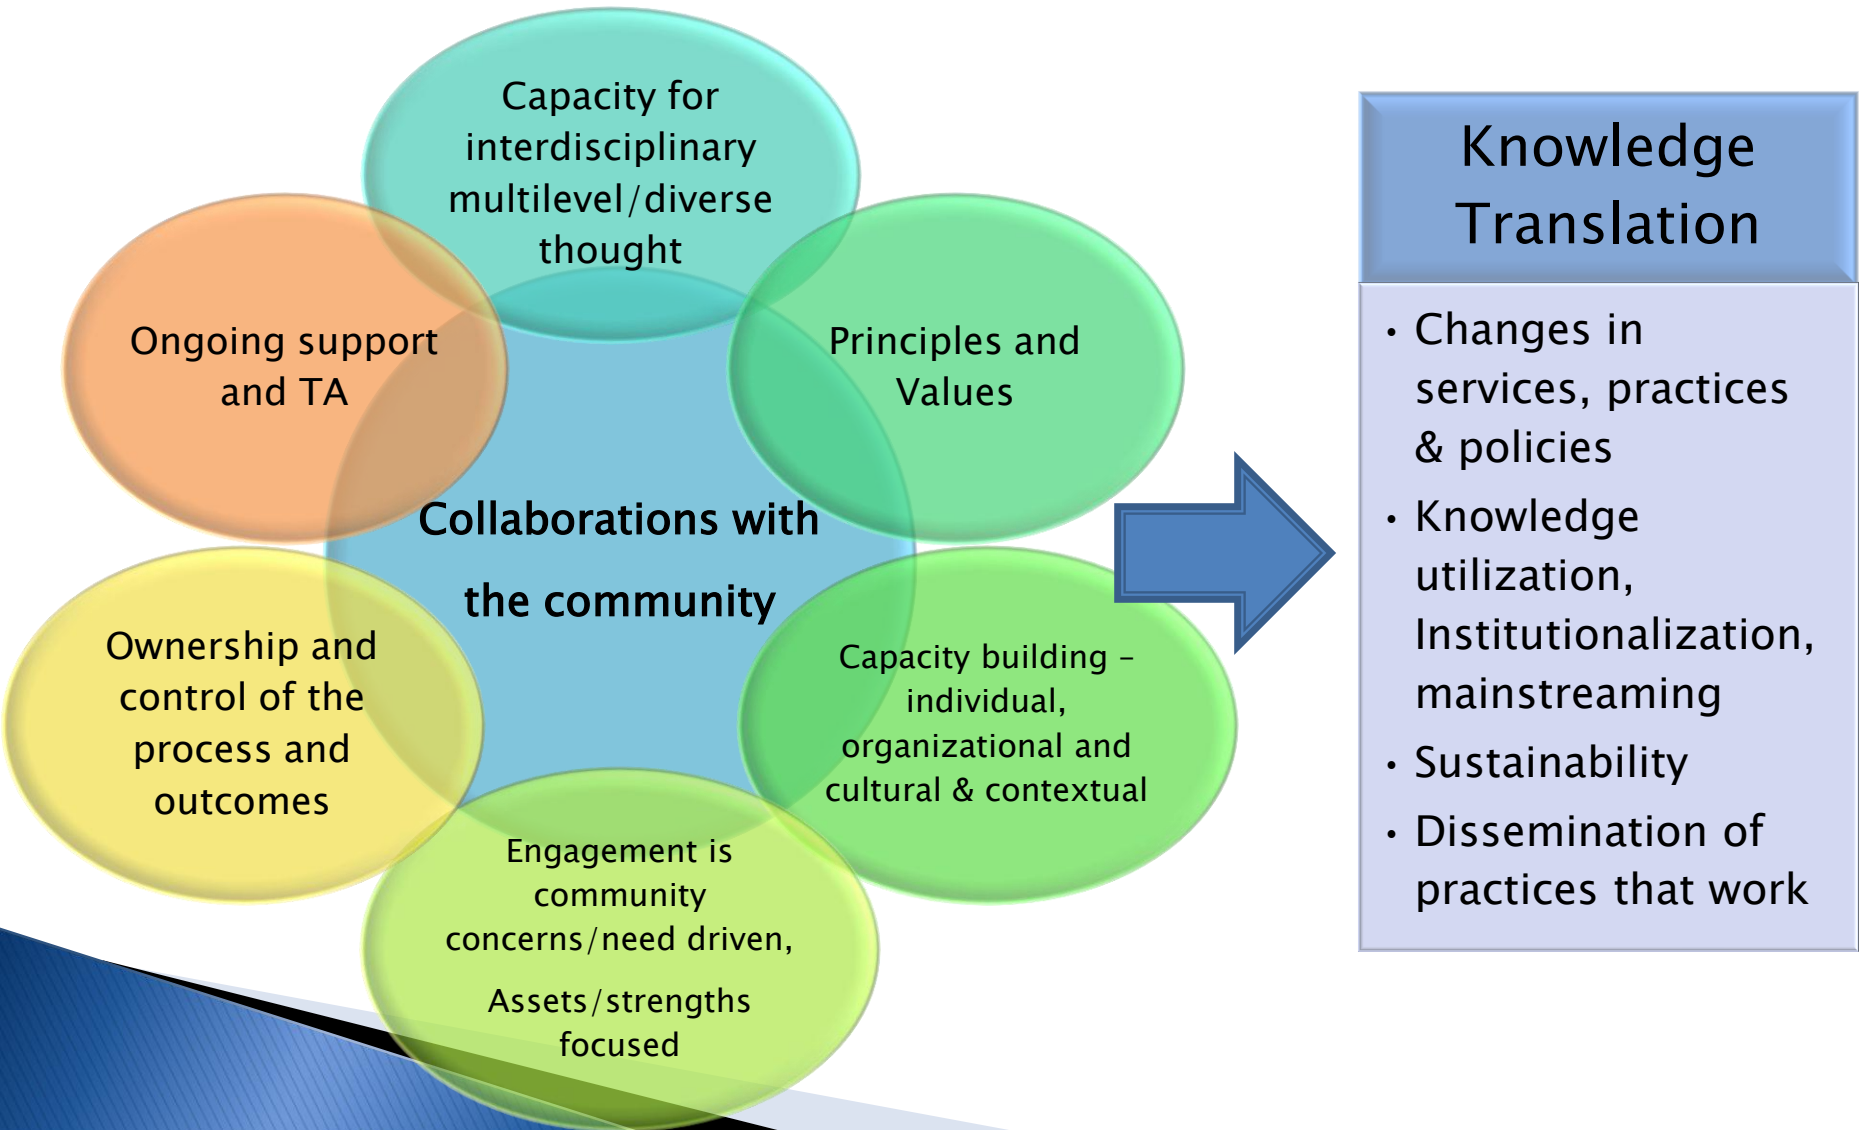 Capacity for
interdisciplinary
multilevel/diverse
thought
Principles and
Values
Capacity building –
individual,
organizational and
cultural & contextual
Engagement is
community
concerns/need driven,
Assets/strengths
focused
Ownership and
control of the
process and
outcomes
Ongoing support
and TA
Collaborations with
the community
Knowledge
Translation
• Changes in
services, practices
& policies
• Knowledge
utilization,
Institutionalization,
mainstreaming
• Sustainability
• Dissemination of
practices that work